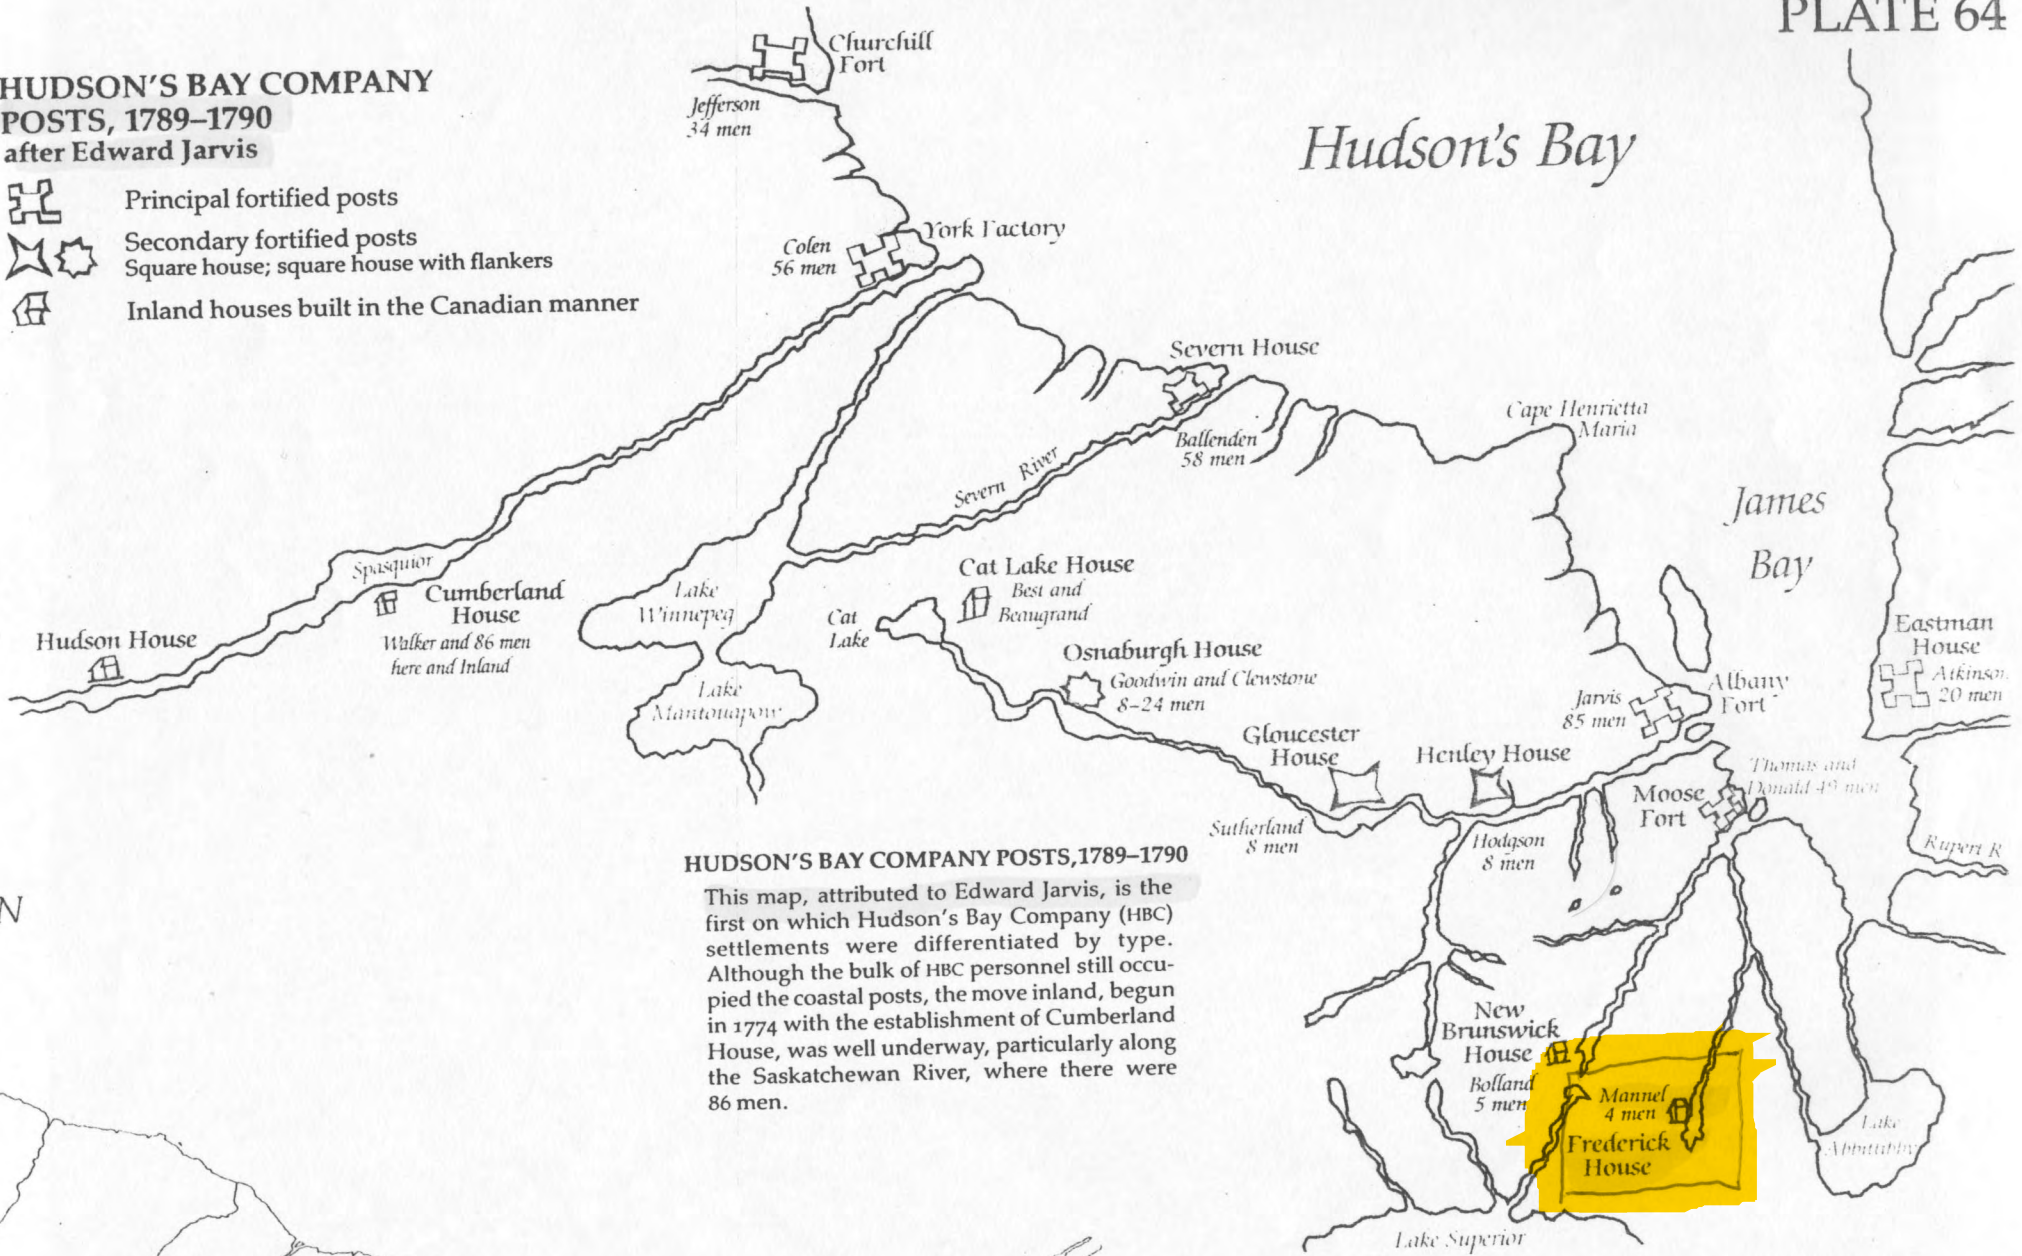 PLATE 64
HUDSON'S BAY COMPANY
POSTS, 1789–1790
after Edward Jarvis
Principal fortified posts
Secondary fortified posts
Square house; square house with flankers
Inland houses built in the Canadian manner
Churchill
Fort
Jefferson
34 men
Hudson's Bay
York Factory
Colen
56 men
Severn House
Ballenden
58 men
Severn River
Cape Henrietta
Maria
James
Bay
Spasquior
Cumberland
House
Walker and 86 men
here and Inland
Hudson House
Lake
Winnepeg
Lake
Mantouapow
Cat Lake House
Best and
Beaugrand
Cat
Lake
Osnaburgh House
Goodwin and Clewstone
8–24 men
Gloucester
House
Sutherland
8 men
Henley House
Hodgson
8 men
Jarvis
85 men
Albany
Fort
Eastman
House
Atkinson
20 men
Thomas and
Donald 49 men
Moose
Fort
Rupert R
HUDSON'S BAY COMPANY POSTS,1789–1790
This map, attributed to Edward Jarvis, is the
first on which Hudson's Bay Company (HBC)
settlements were differentiated by type.
Although the bulk of HBC personnel still occu-
pied the coastal posts, the move inland, begun
in 1774 with the establishment of Cumberland
House, was well underway, particularly along
the Saskatchewan River, where there were
86 men.
N
New
Brunswick
House
Bolland
5 men
Mannel
4 men
Frederick
House
Lake
Abbitibby
Lake Superior